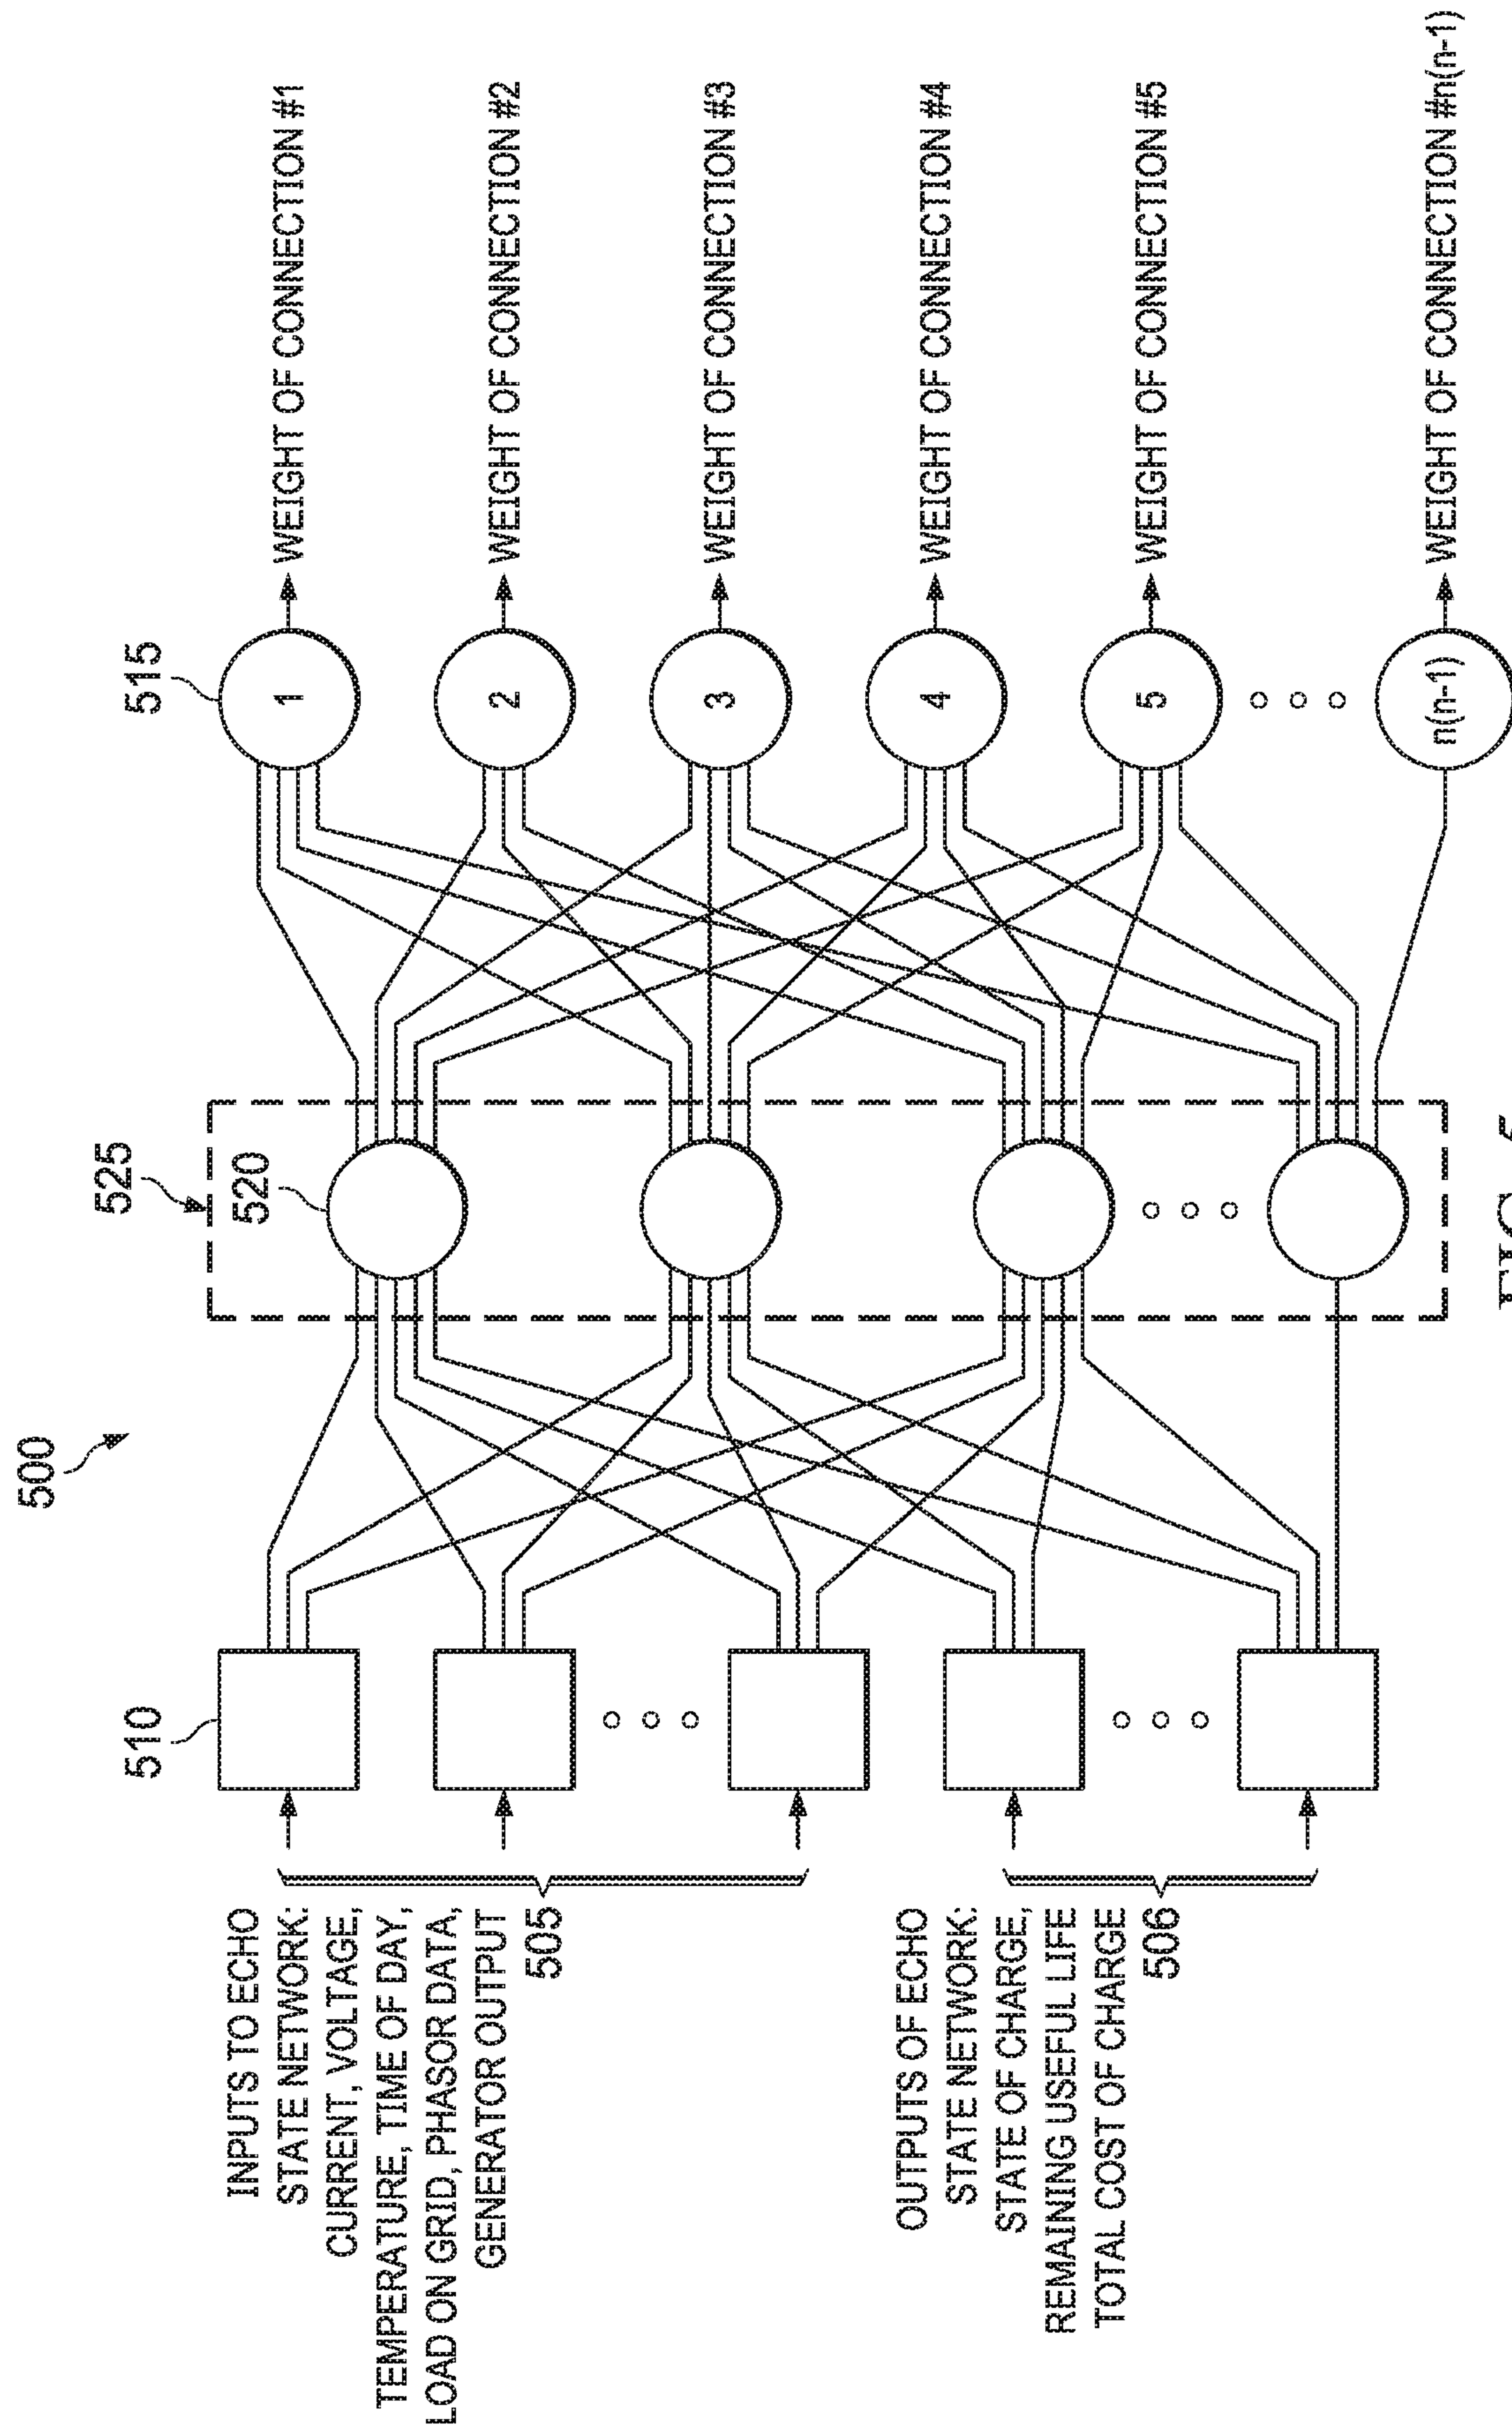 500
510
525
520
515
INPUTS TO ECHO
STATE NETWORK:
CURRENT, VOLTAGE,
TEMPERATURE, TIME OF DAY,
LOAD ON GRID, PHASOR DATA,
GENERATOR OUTPUT
505
OUTPUTS OF ECHO
STATE NETWORK:
STATE OF CHARGE,
REMAINING USEFUL LIFE
TOTAL COST OF CHARGE
506
1
WEIGHT OF CONNECTION #1
2
WEIGHT OF CONNECTION #2
3
WEIGHT OF CONNECTION #3
4
WEIGHT OF CONNECTION #4
5
WEIGHT OF CONNECTION #5
n(n-1)
WEIGHT OF CONNECTION #n(n-1)